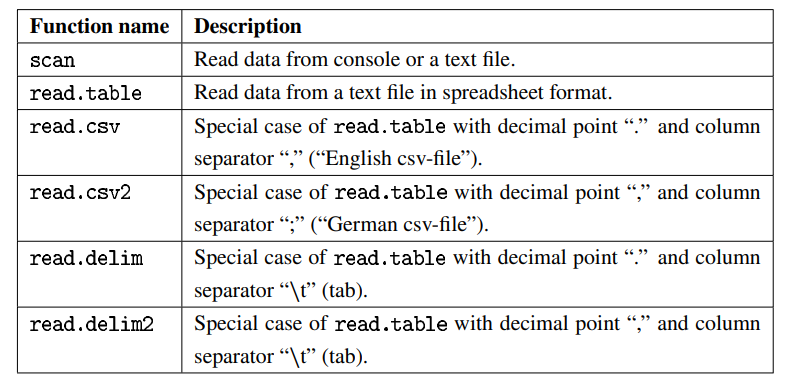 Function name Description
scan Read data from console or a text file.
read.table Read data from a text file in spreadsheet format.
read.csv Special case of read.table with decimal point “.” and column
separator “,” (“English csv-file”).
read.csv2 Special case of read.table with decimal point “,” and column
separator “;” (“German csv-file”).
read.delim Special case of read.table with decimal point “.” and column
separator “\t” (tab).
read.delim2 Special case of read.table with decimal point “,” and column
separator “\t” (tab).